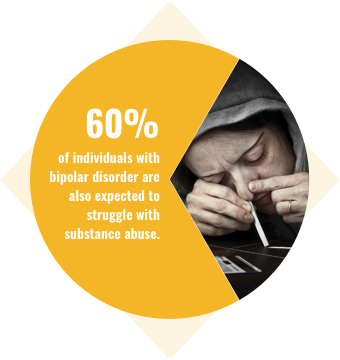 60%
of individuals with
bipolar disorder are
also expected to
struggle with
substance abuse.